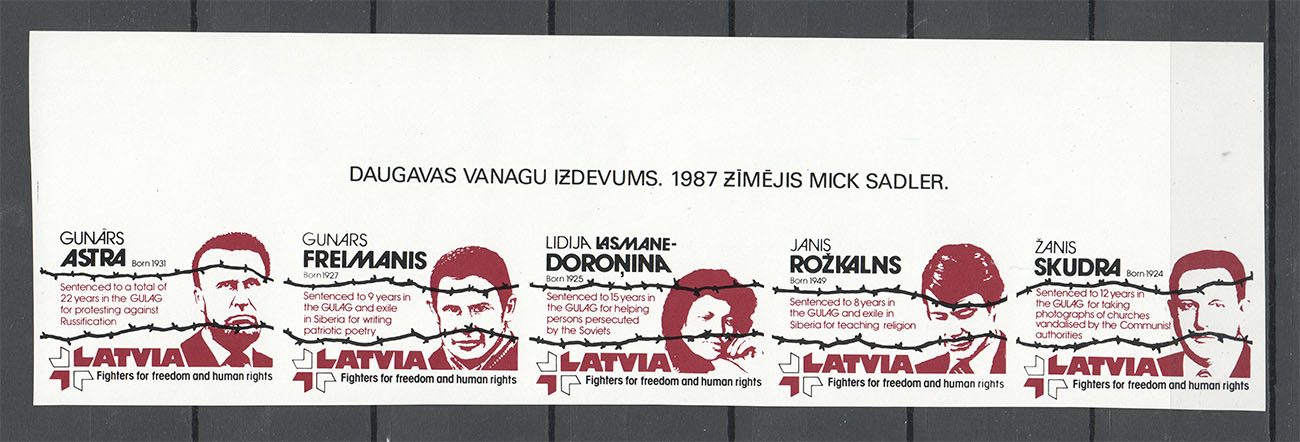 DAUGAVAS VANAGU IZDEVUMS. 1987 ZĪMĒJIS MICK SADLER.
GUNĀRS
ASTRA Born 1931
Sentenced to a total of
22 years in the GULAG
for protesting against
Russification
LATVIA
Fighters for freedom and human rights
GUNARS
FREIMANIS
Born 1927
Sentenced to 9 years in
the GULAG and exile
in Siberia for writing
patriotic poetry
LATVIA
Fighters for freedom and human rights
LIDIJA LASMANE-
DOROŅINA
Born 1925
Sentenced to 15 years in
the GULAG for helping
persons persecuted
by the Soviets
LATVIA
Fighters for freedom and human rights
JANIS
ROŽKALNS
Born 1949
Sentenced to 8 years in
the GULAG and exile in
Siberia for teaching religion
LATVIA
Fighters for freedom and human rights
ŽANIS
SKUDRA Born 1924
Sentenced to 12 years in
the GULAG for taking
photographs of churches
vandalised by the Communist
authorities
LATVIA
Fighters for freedom and human rights